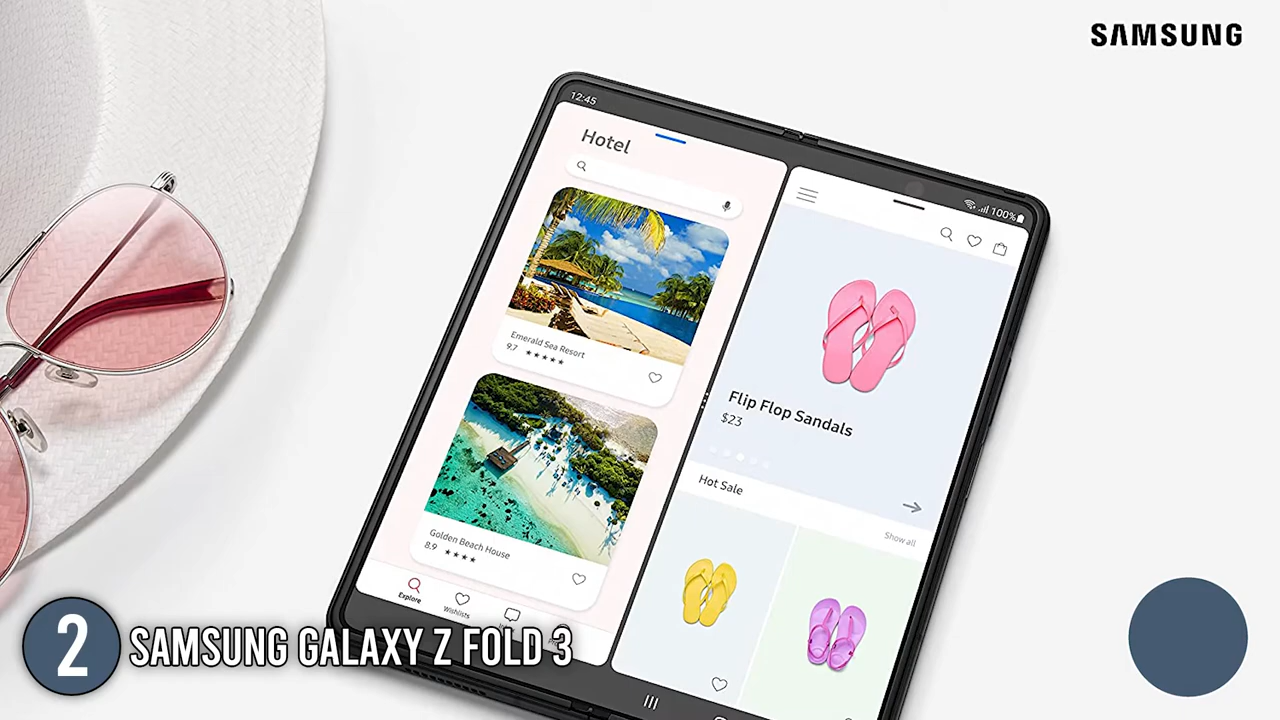 SAMSUNG
12:45
100%
Hotel
Emerald Sea Resort
9.7 ★★★★★
Golden Beach House
8.9 ★★★★
Explore
Wishlists
Flip Flop Sandals
$23
Hot Sale
Show all
2
SAMSUNG GALAXY Z FOLD 3